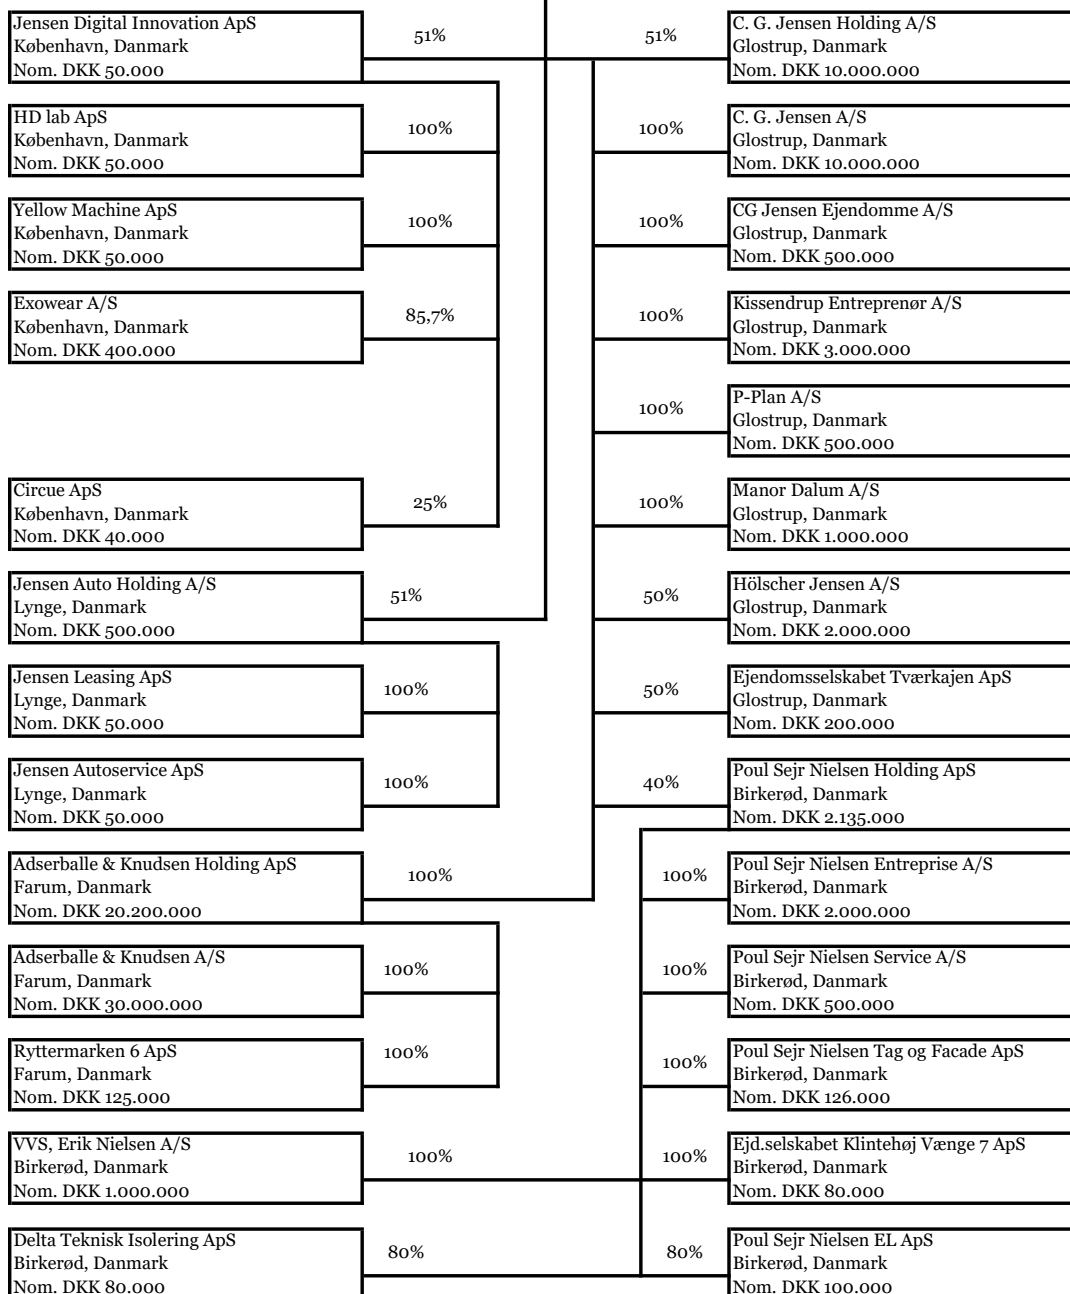 Jensen Digital Innovation ApS
København, Danmark
Nom. DKK 50.000
51%
51%
C. G. Jensen Holding A/S
Glostrup, Danmark
Nom. DKK 10.000.000
HD lab ApS
København, Danmark
Nom. DKK 50.000
100%
100%
C. G. Jensen A/S
Glostrup, Danmark
Nom. DKK 10.000.000
Yellow Machine ApS
København, Danmark
Nom. DKK 50.000
100%
100%
CG Jensen Ejendomme A/S
Glostrup, Danmark
Nom. DKK 500.000
Exowear A/S
København, Danmark
Nom. DKK 400.000
85,7%
100%
Kissendrup Entreprenør A/S
Glostrup, Danmark
Nom. DKK 3.000.000
100%
P-Plan A/S
Glostrup, Danmark
Nom. DKK 500.000
Circue ApS
København, Danmark
Nom. DKK 40.000
25%
100%
Manor Dalum A/S
Glostrup, Danmark
Nom. DKK 1.000.000
Jensen Auto Holding A/S
Lynge, Danmark
Nom. DKK 500.000
51%
50%
Hölscher Jensen A/S
Glostrup, Danmark
Nom. DKK 2.000.000
Jensen Leasing ApS
Lynge, Danmark
Nom. DKK 50.000
100%
50%
Ejendomsselskabet Tværkajen ApS
Glostrup, Danmark
Nom. DKK 200.000
Jensen Autoservice ApS
Lynge, Danmark
Nom. DKK 50.000
100%
40%
Poul Sejr Nielsen Holding ApS
Birkerød, Danmark
Nom. DKK 2.135.000
Adserballe & Knudsen Holding ApS
Farum, Danmark
Nom. DKK 20.200.000
100%
100%
Poul Sejr Nielsen Entreprise A/S
Birkerød, Danmark
Nom. DKK 2.000.000
Adserballe & Knudsen A/S
Farum, Danmark
Nom. DKK 30.000.000
100%
100%
Poul Sejr Nielsen Service A/S
Birkerød, Danmark
Nom. DKK 500.000
Ryttermarken 6 ApS
Farum, Danmark
Nom. DKK 125.000
100%
100%
Poul Sejr Nielsen Tag og Facade ApS
Birkerød, Danmark
Nom. DKK 126.000
VVS, Erik Nielsen A/S
Birkerød, Danmark
Nom. DKK 1.000.000
100%
100%
Ejd.selskabet Klintehøj Vænge 7 ApS
Birkerød, Danmark
Nom. DKK 80.000
Delta Teknisk Isolering ApS
Birkerød, Danmark
Nom. DKK 80.000
80%
80%
Poul Sejr Nielsen EL ApS
Birkerød, Danmark
Nom. DKK 100.000